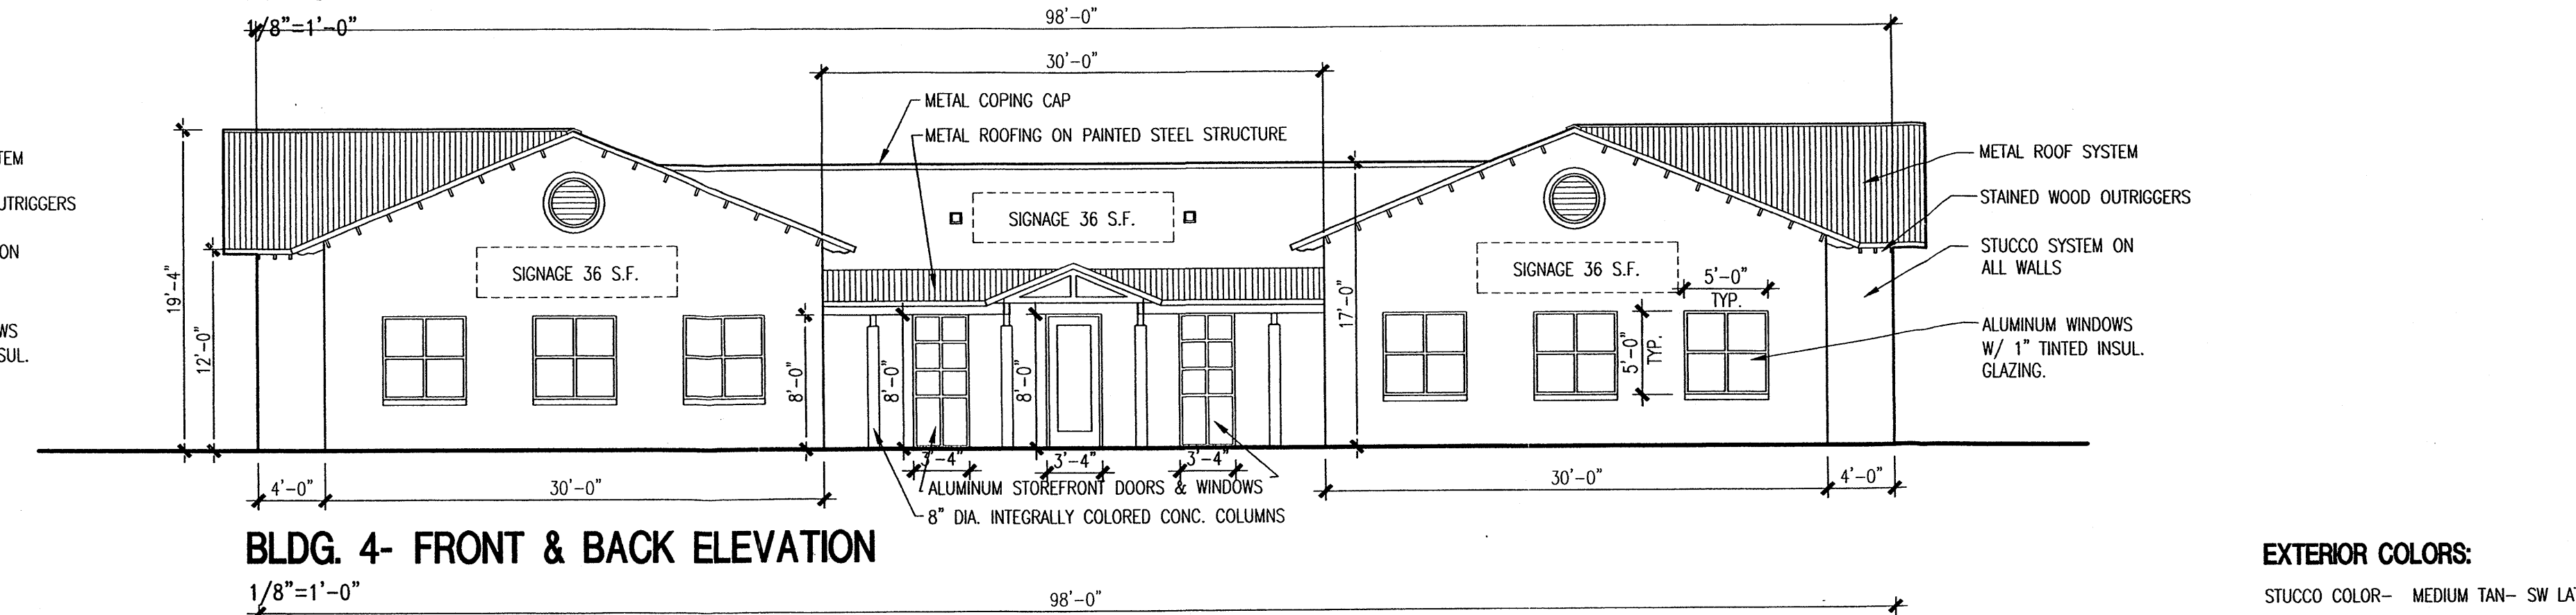 1/8"=1'-0"
98'-0"
30'-0"
METAL COPING CAP
METAL ROOFING ON PAINTED STEEL STRUCTURE
TEM
UTRIGGERS
ON
WS
SUL.
METAL ROOF SYSTEM
STAINED WOOD OUTRIGGERS
STUCCO SYSTEM ON
ALL WALLS
ALUMINUM WINDOWS
W/ 1" TINTED INSUL.
GLAZING.
SIGNAGE 36 S.F.
SIGNAGE 36 S.F.
SIGNAGE 36 S.F.
5'-0"
TYP.
5'-0"
TYP.
19'-4"
12'-0"
8'-0"
8'-0"
8'-0"
17'-0"
3'-4"
3'-4"
3'-4"
4'-0"
30'-0"
30'-0"
4'-0"
ALUMINUM STOREFRONT DOORS & WINDOWS
8" DIA. INTEGRALLY COLORED CONC. COLUMNS
BLDG. 4- FRONT & BACK ELEVATION
1/8"=1'-0"
98'-0"
EXTERIOR COLORS:
STUCCO COLOR- MEDIUM TAN- SW LA